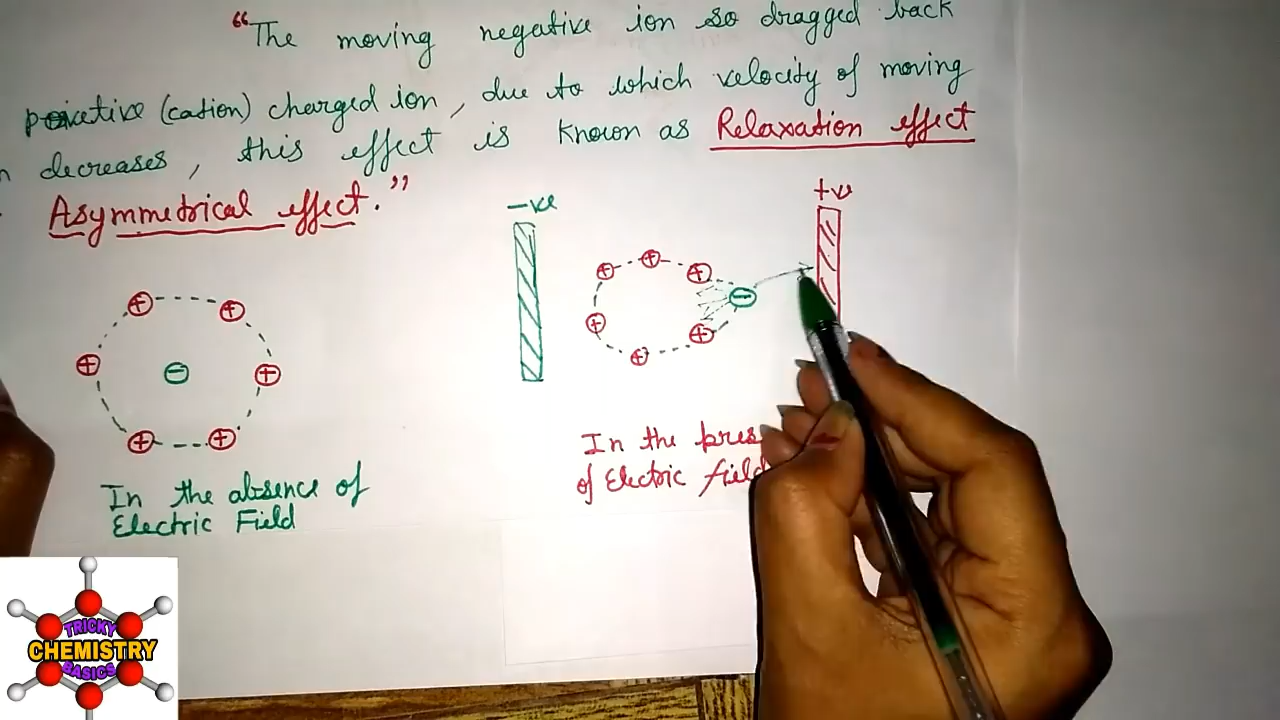 “The moving negative ion so dragged back
(cation) charged ion, due to which velocity of moving
decreases, this effect is known as Relaxation effect
Asymmetrical effect.”
-ve
+ve
+ + +
+ -
+ +
+ +
-
+ +
+ +
In the absence of
Electric Field
In the pres
of Electric field
TRICKY
CHEMISTRY
BASICS